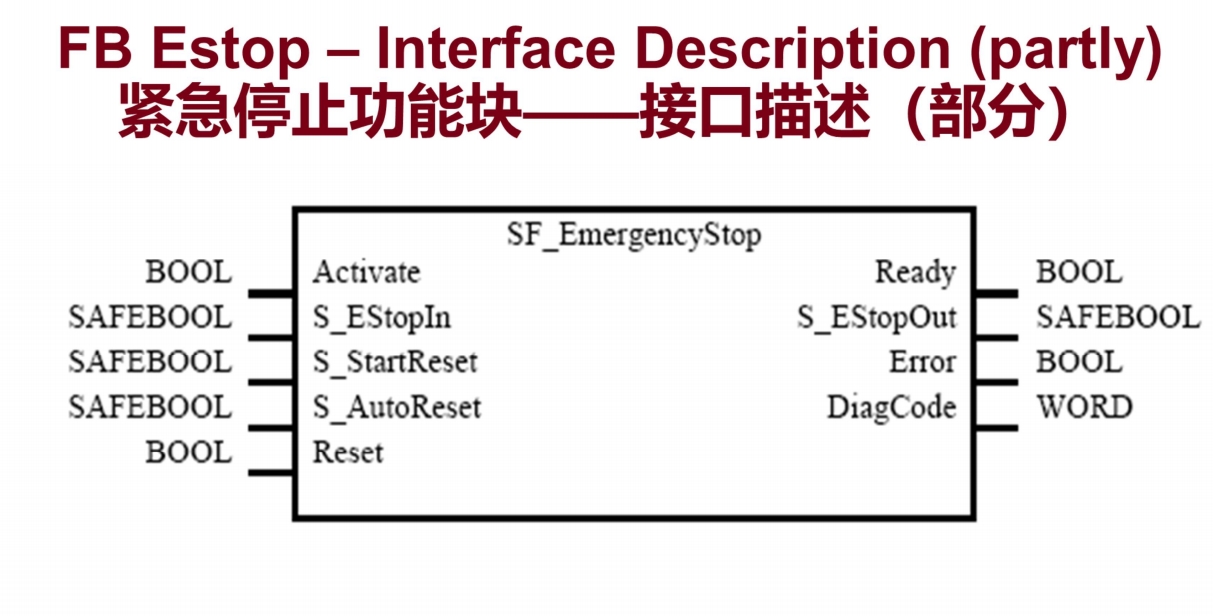 FB Estop – Interface Description (partly)
紧急停止功能块——接口描述（部分）
SF_EmergencyStop
BOOL Activate Ready BOOL
SAFEBOOL S_EStopIn S_EStopOut SAFEBOOL
SAFEBOOL S_StartReset Error BOOL
SAFEBOOL S_AutoReset DiagCode WORD
BOOL Reset